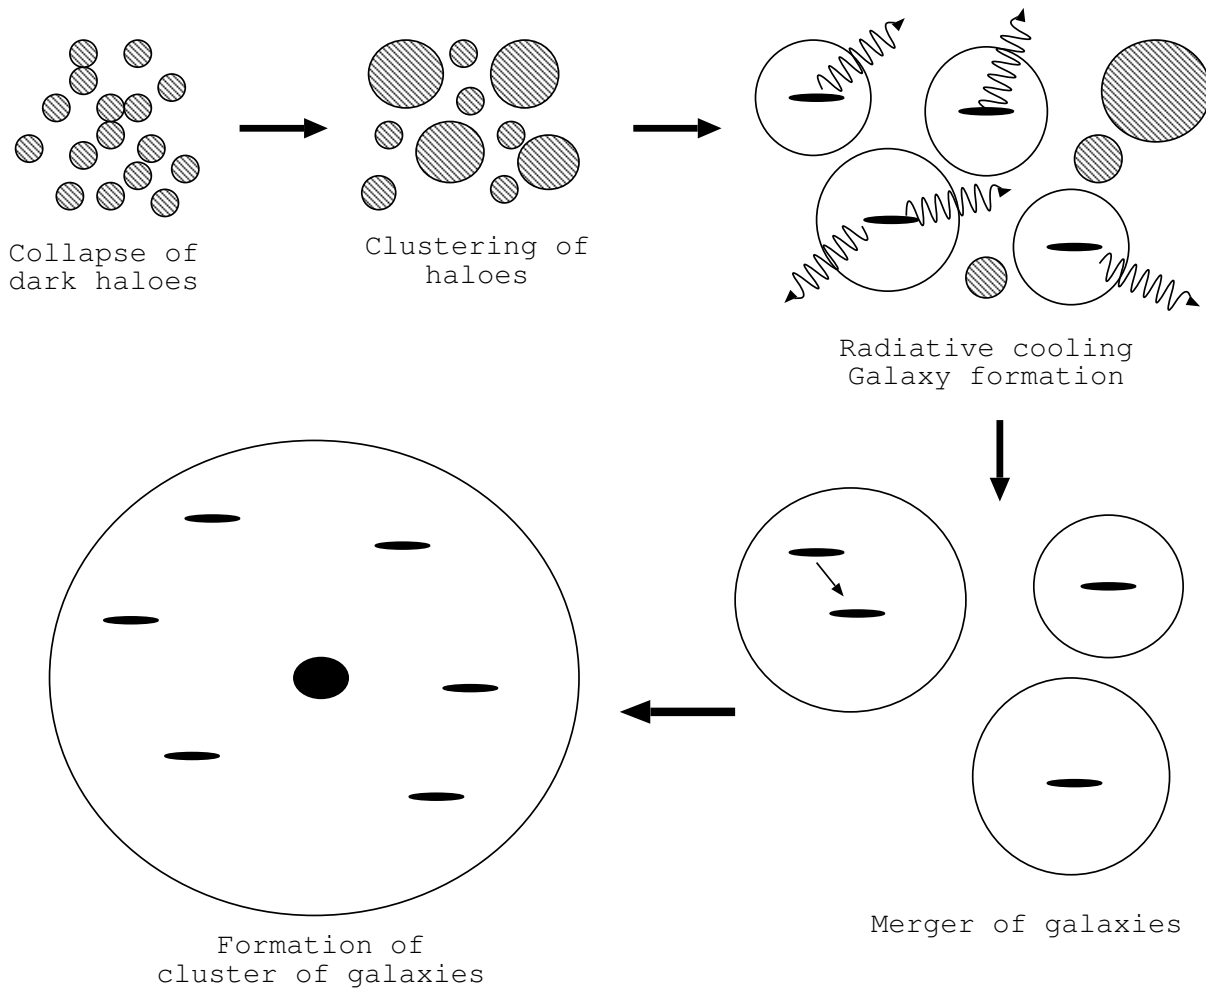 Collapse of
dark haloes
Clustering of
haloes
Radiative cooling
Galaxy formation
Merger of galaxies
Formation of
cluster of galaxies